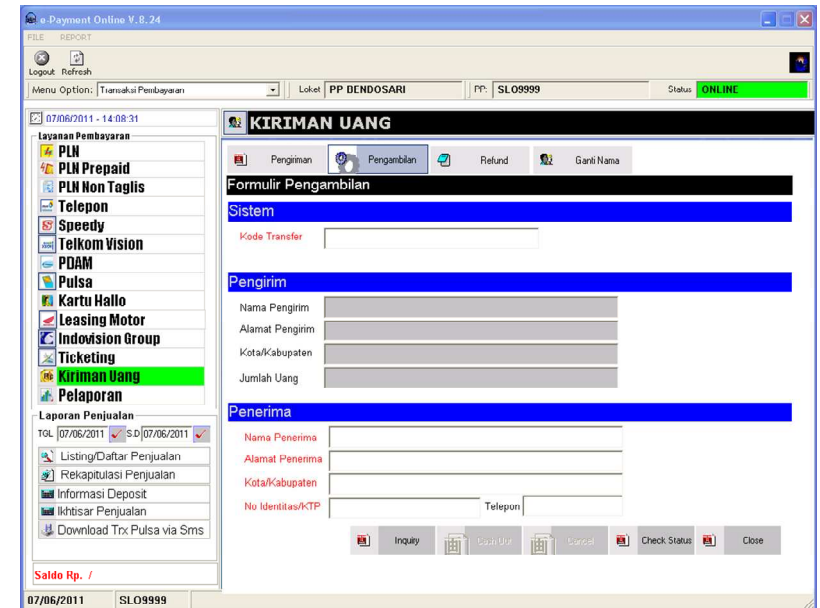 e-Payment Online V.8.24
FILE REPORT
Logout Refresh
Menu Option: Transaksi Pembayaran Loket PP BENDOSARI PP: SLO9999 Status ONLINE
07/06/2011 - 14:08:31
Layanan Pembayaran
PLN
PLN Prepaid
PLN Non Taglis
Telepon
Speedy
Telkom Vision
PDAM
Pulsa
Kartu Hallo
Leasing Motor
Indovision Group
Ticketing
Kiriman Uang
Pelaporan
Laporan Penjualan
TGL 07/06/2011 S.D 07/06/2011
Listing/Daftar Penjualan
Rekapitulasi Penjualan
Informasi Deposit
Ikhtisar Penjualan
Download Trx Pulsa via Sms
Saldo Rp. /
KIRIMAN UANG
Pengiriman Pengambilan Refund Ganti Nama
Formulir Pengambilan
Sistem
Kode Transfer
Pengirim
Nama Pengirim
Alamat Pengirim
Kota/Kabupaten
Jumlah Uang
Penerima
Nama Penerima
Alamat Penerima
Kota/Kabupaten
No Identitas/KTP Telepon
Inquiry Cash Out Cancel Check Status Close
07/06/2011 SLO9999